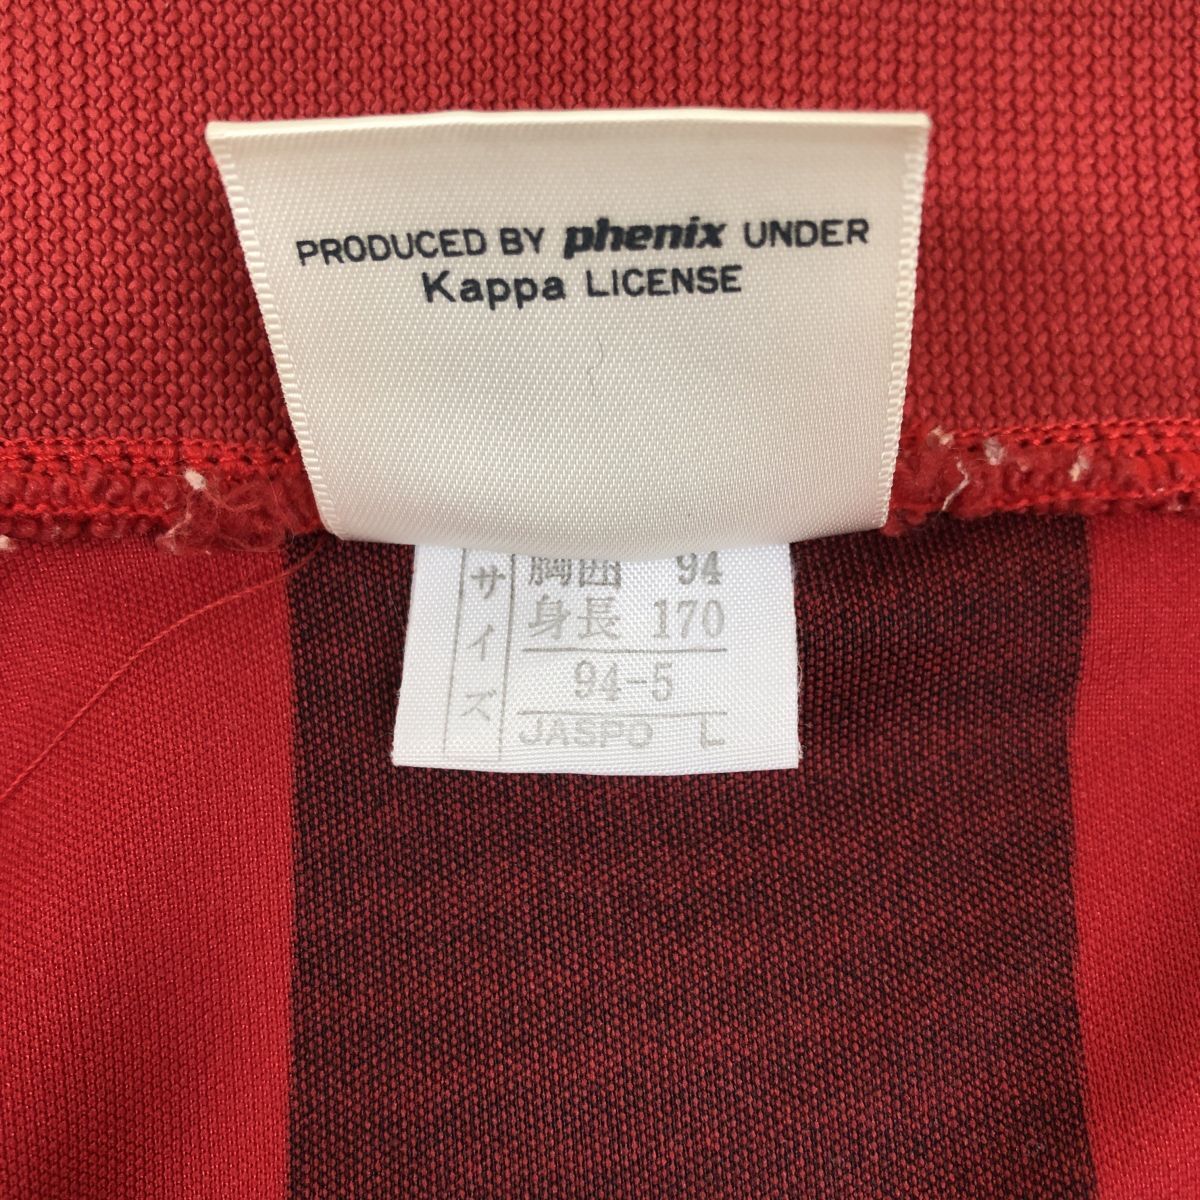 PRODUCED BY phenix UNDER
Kappa LICENSE
サイズ
胸囲 94
身長 170
94-5
JASPO L